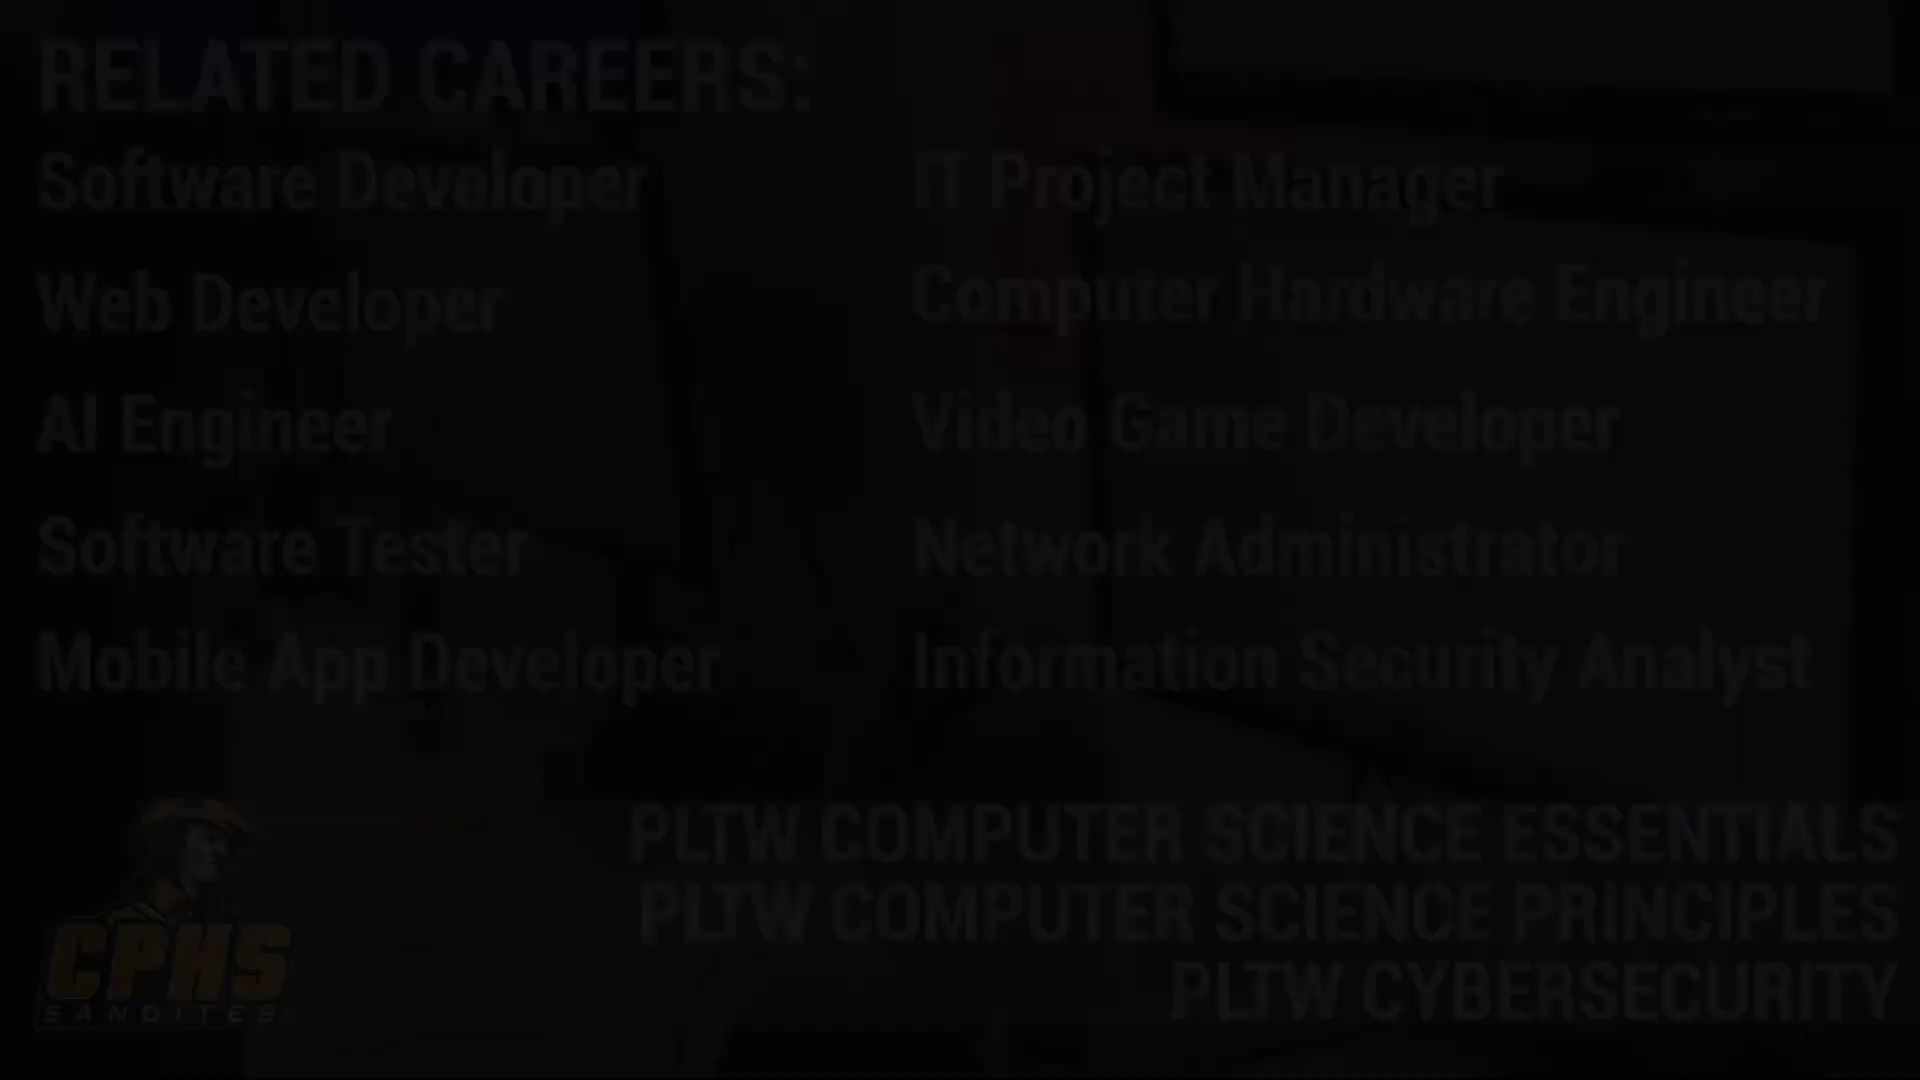 RELATED CAREERS:
Software Developer
Web Developer
AI Engineer
Software Tester
Mobile App Developer
IT Project Manager
Computer Hardware Engineer
Video Game Developer
Network Administrator
Information Security Analyst
CPHS
SANDITES
PLTW COMPUTER SCIENCE ESSENTIALS
PLTW COMPUTER SCIENCE PRINCIPLES
PLTW CYBERSECURITY